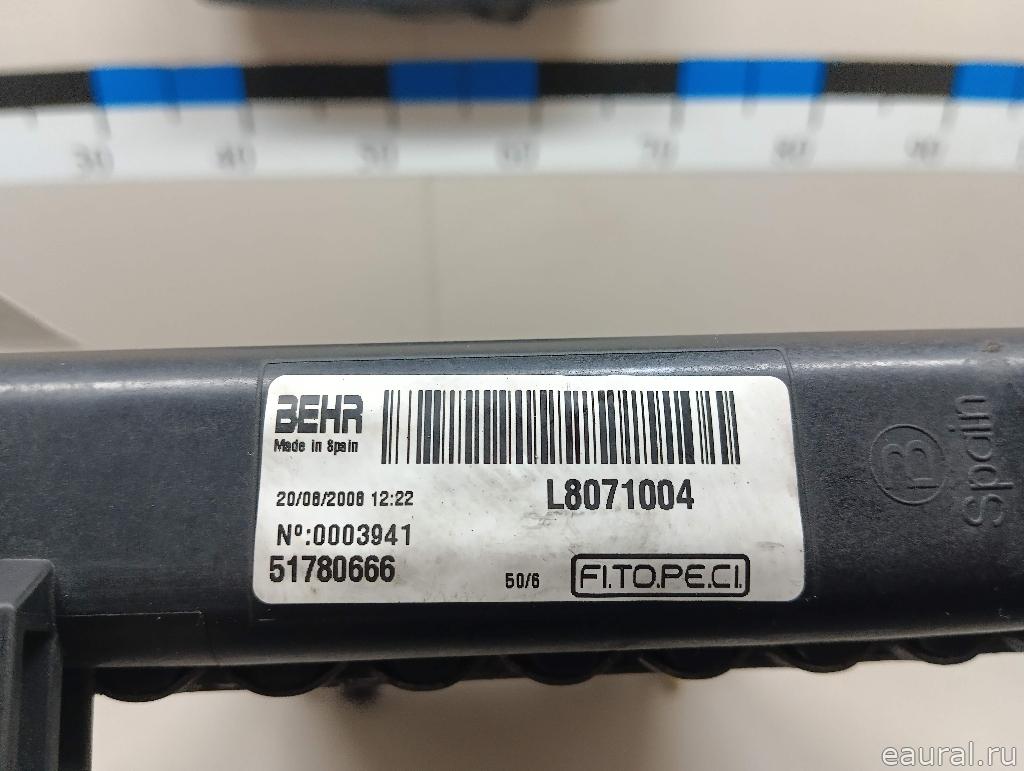 30 40 50 60 70 80 90
BEHR
Made in Spain
20/06/2008 12:22
L8071004
Nº:0003941
51780666
50/6
FI.TO.PE.CI.
B
Spain
eaural.ru